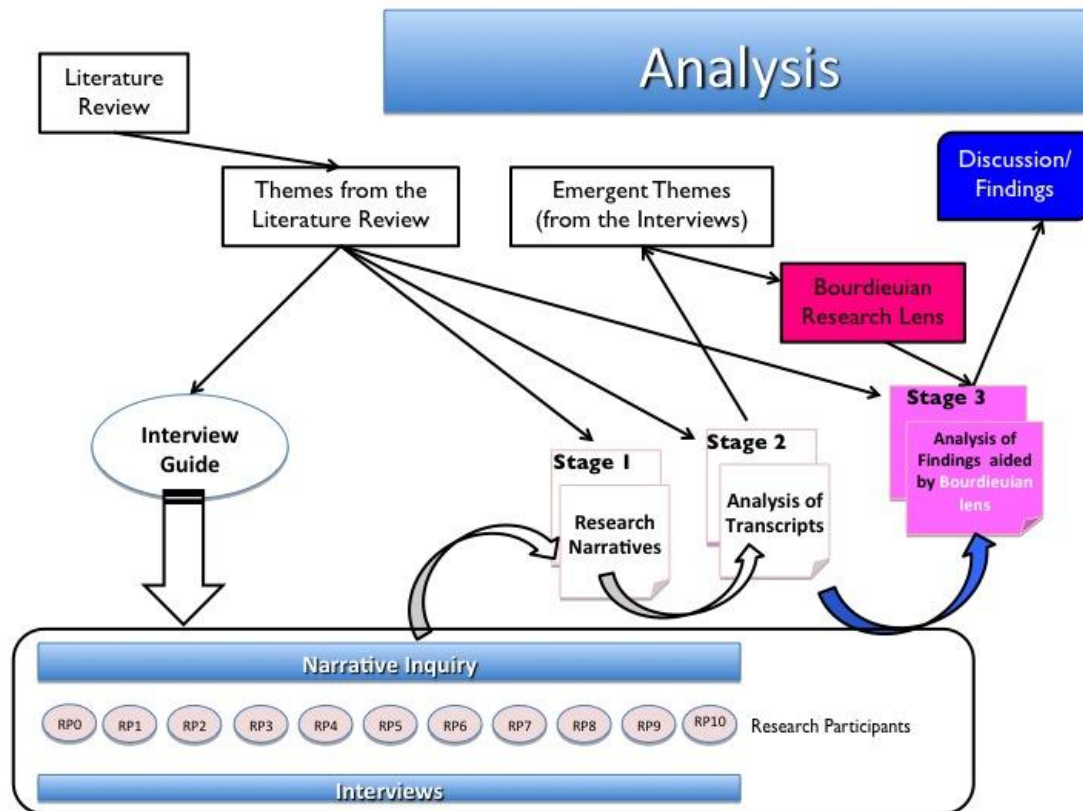 Analysis
Literature
Review
Themes from the
Literature Review
Emergent Themes
(from the Interviews)
Discussion/
Findings
Bourdieuian
Research Lens
Interview
Guide
Stage 1
Research
Narratives
Stage 2
Analysis of
Transcripts
Stage 3
Analysis of
Findings aided
by Bourdieuian
lens
Narrative Inquiry
RP0 RP1 RP2 RP3 RP4 RP5 RP6 RP7 RP8 RP9 RP10 Research Participants
Interviews